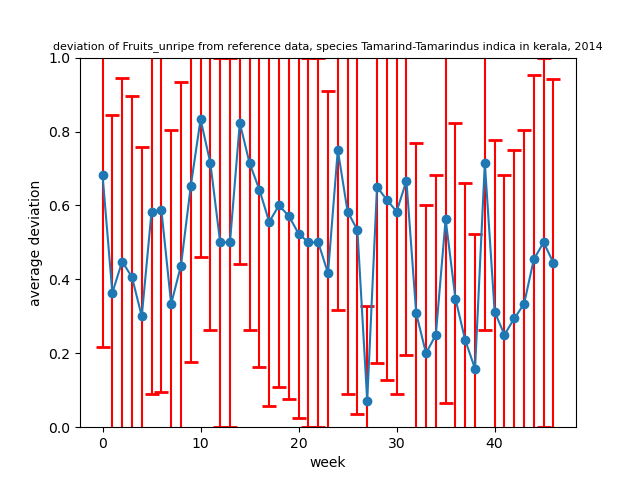 deviation of Fruits_unripe from reference data, species Tamarind-Tamarindus indica in kerala, 2014
1.0
0.8
0.6
0.4
0.2
0.0
average deviation
0 10 20 30 40
week